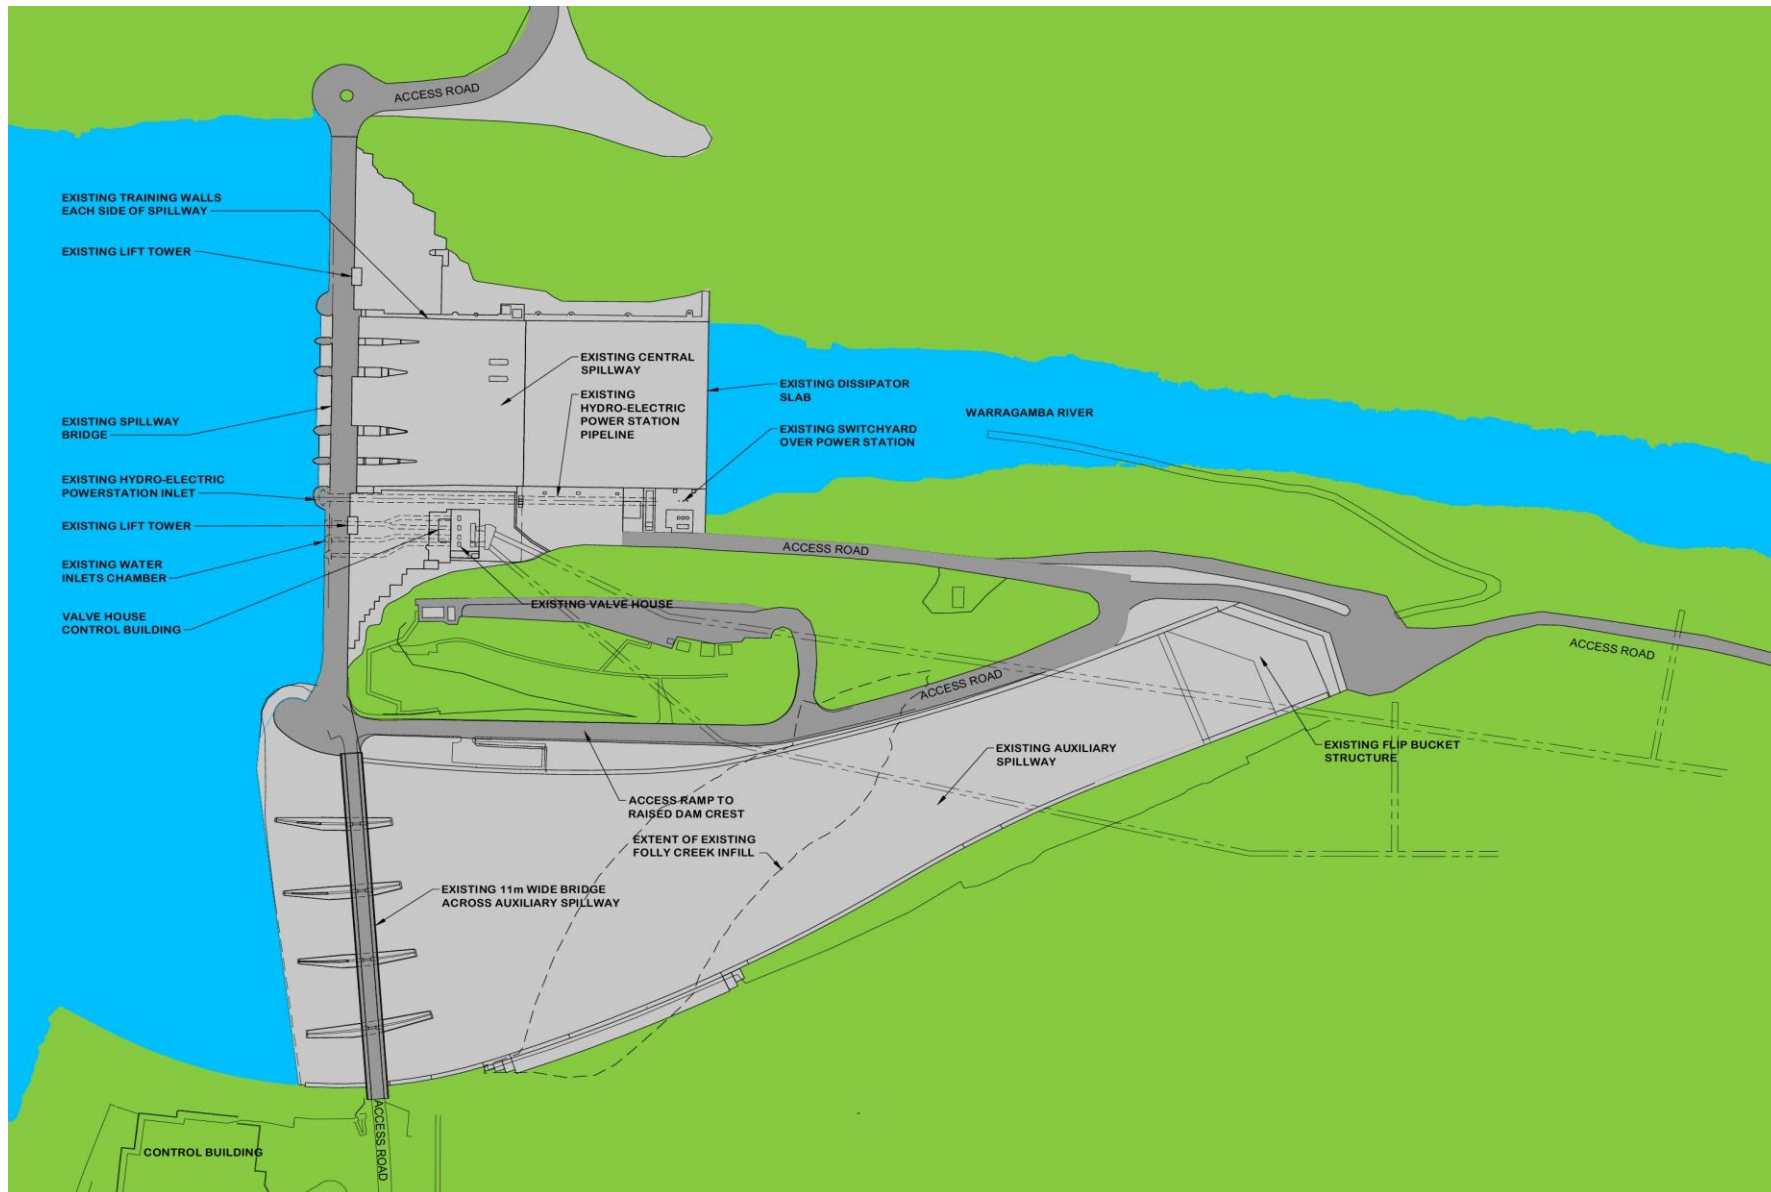 ACCESS ROAD
EXISTING TRAINING WALLS
EACH SIDE OF SPILLWAY
EXISTING LIFT TOWER
EXISTING CENTRAL
SPILLWAY
EXISTING DISSIPATOR
SLAB
EXISTING
HYDRO-ELECTRIC
POWER STATION
PIPELINE
WARRAGAMBA RIVER
EXISTING SPILLWAY
BRIDGE
EXISTING SWITCHYARD
OVER POWER STATION
EXISTING HYDRO-ELECTRIC
POWERSTATION INLET
EXISTING LIFT TOWER
ACCESS ROAD
EXISTING WATER
INLETS CHAMBER
EXISTING VALVE HOUSE
VALVE HOUSE
CONTROL BUILDING
ACCESS ROAD
ACCESS ROAD
EXISTING AUXILIARY
SPILLWAY
EXISTING FLIP BUCKET
STRUCTURE
ACCESS RAMP TO
RAISED DAM CREST
EXTENT OF EXISTING
FOLLY CREEK INFILL
EXISTING 11m WIDE BRIDGE
ACROSS AUXILIARY SPILLWAY
ACCESS ROAD
CONTROL BUILDING